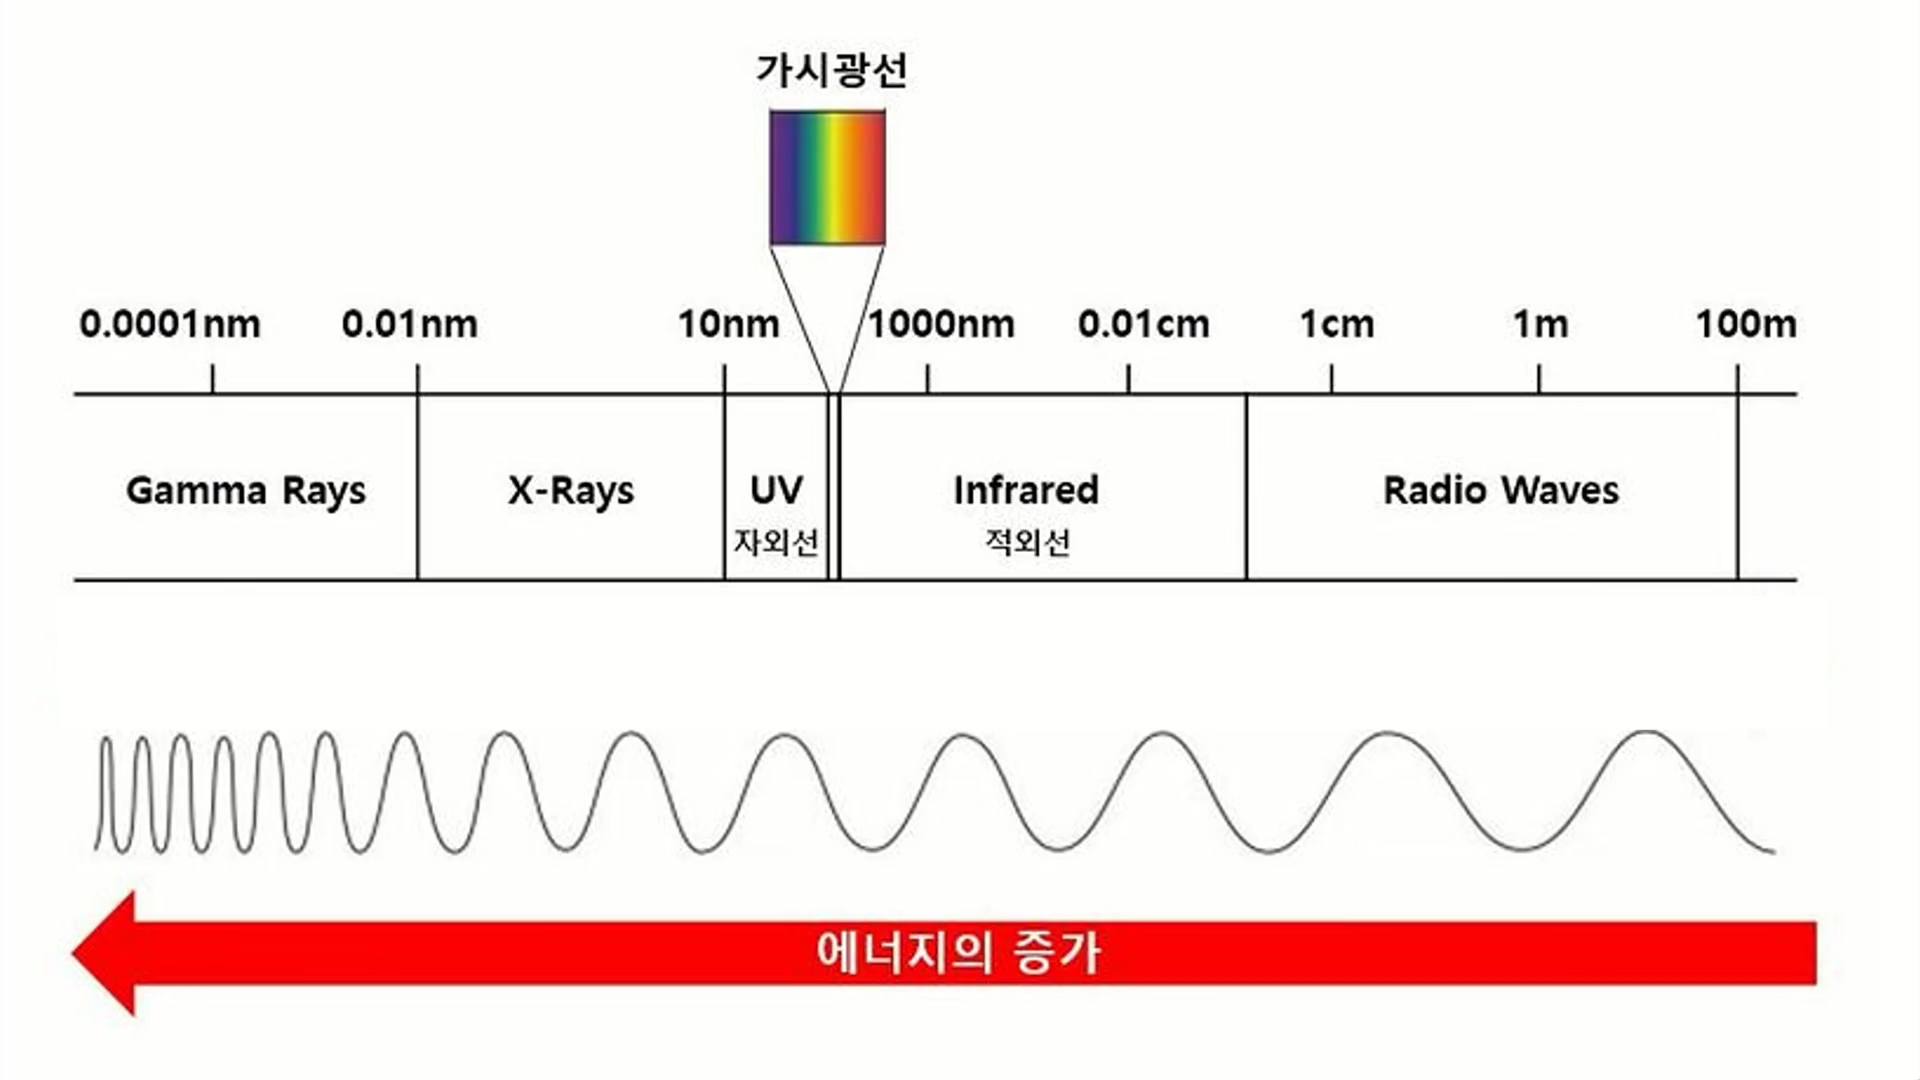 가시광선
0.0001nm 0.01nm 10nm 1000nm 0.01cm 1cm 1m 100m
Gamma Rays X-Rays UV Infrared Radio Waves
자외선 적외선
에너지의 증가